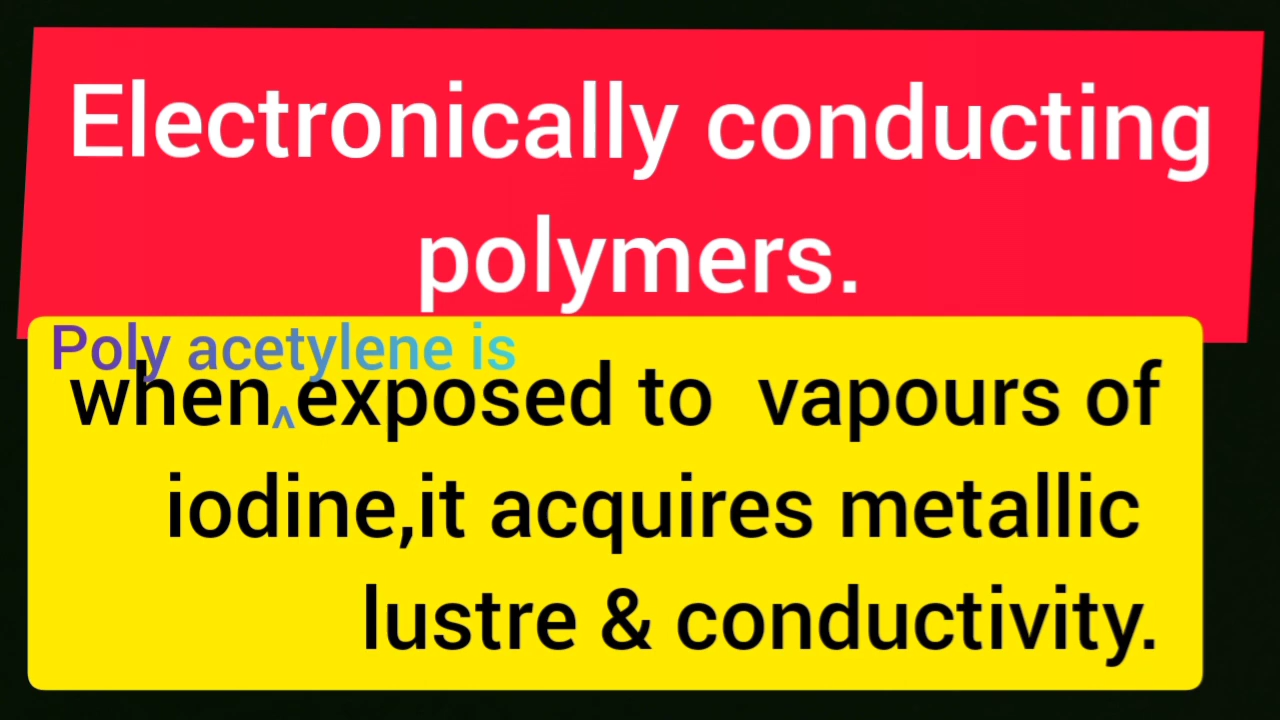 Electronically conducting
polymers.
Poly acetylene is
when ^ exposed to vapours of
iodine,it acquires metallic
lustre & conductivity.